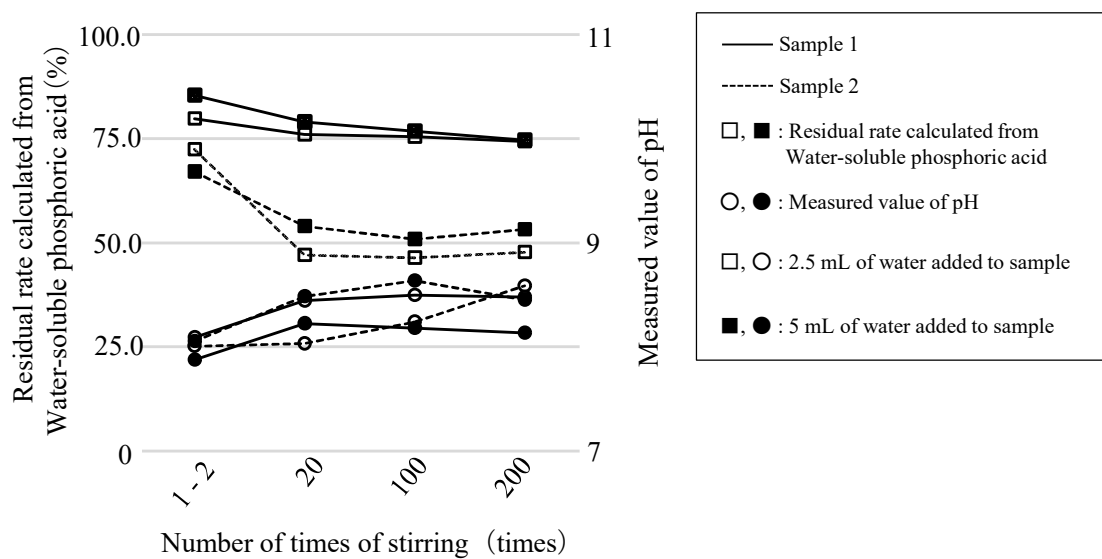 100.0
75.0
50.0
25.0
0
Residual rate calculated from
Water-soluble phosphoric acid (%)
11
9
7
Measured value of pH
1 - 2
20
100
200
Number of times of stirring (times)
Sample 1
Sample 2
□, ■ : Residual rate calculated from
Water-soluble phosphoric acid
○, ● : Measured value of pH
□, ○ : 2.5 mL of water added to sample
■, ● : 5 mL of water added to sample